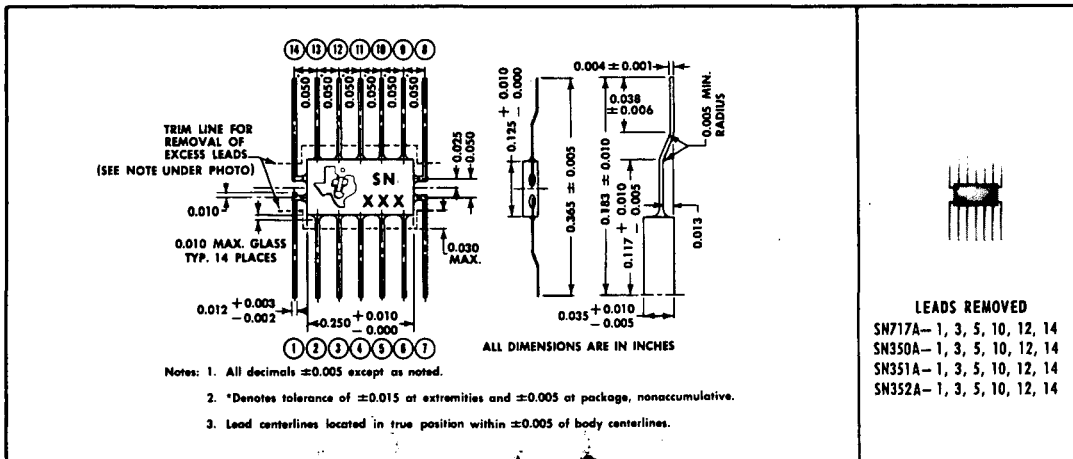 14 13 12 11 10 9 8
0.050* 0.050* 0.050* 0.050* 0.050* 0.050*
TRIM LINE FOR
REMOVAL OF
EXCESS LEADS
(SEE NOTE UNDER PHOTO)
SN
XXX
0.025
0.050
0.010
0.010 MAX. GLASS
TYP. 14 PLACES
0.030
MAX.
0.012 + 0.003
− 0.002
0.250 + 0.010
− 0.000
1 2 3 4 5 6 7
0.125 + 0.010
− 0.000
0.365 ± 0.005
0.183 ± 0.010
0.117 + 0.010
− 0.005
0.004 ± 0.001
0.038
± 0.006
0.005 MIN.
RADIUS
0.013
0.035 + 0.010
− 0.005
ALL DIMENSIONS ARE IN INCHES
Notes: 1. All decimals ±0.005 except as noted.
2. *Denotes tolerance of ±0.015 at extremities and ±0.005 at package, nonaccumulative.
3. Lead centerlines located in true position within ±0.005 of body centerlines.
LEADS REMOVED
SN717A— 1, 3, 5, 10, 12, 14
SN350A— 1, 3, 5, 10, 12, 14
SN351A— 1, 3, 5, 10, 12, 14
SN352A— 1, 3, 5, 10, 12, 14